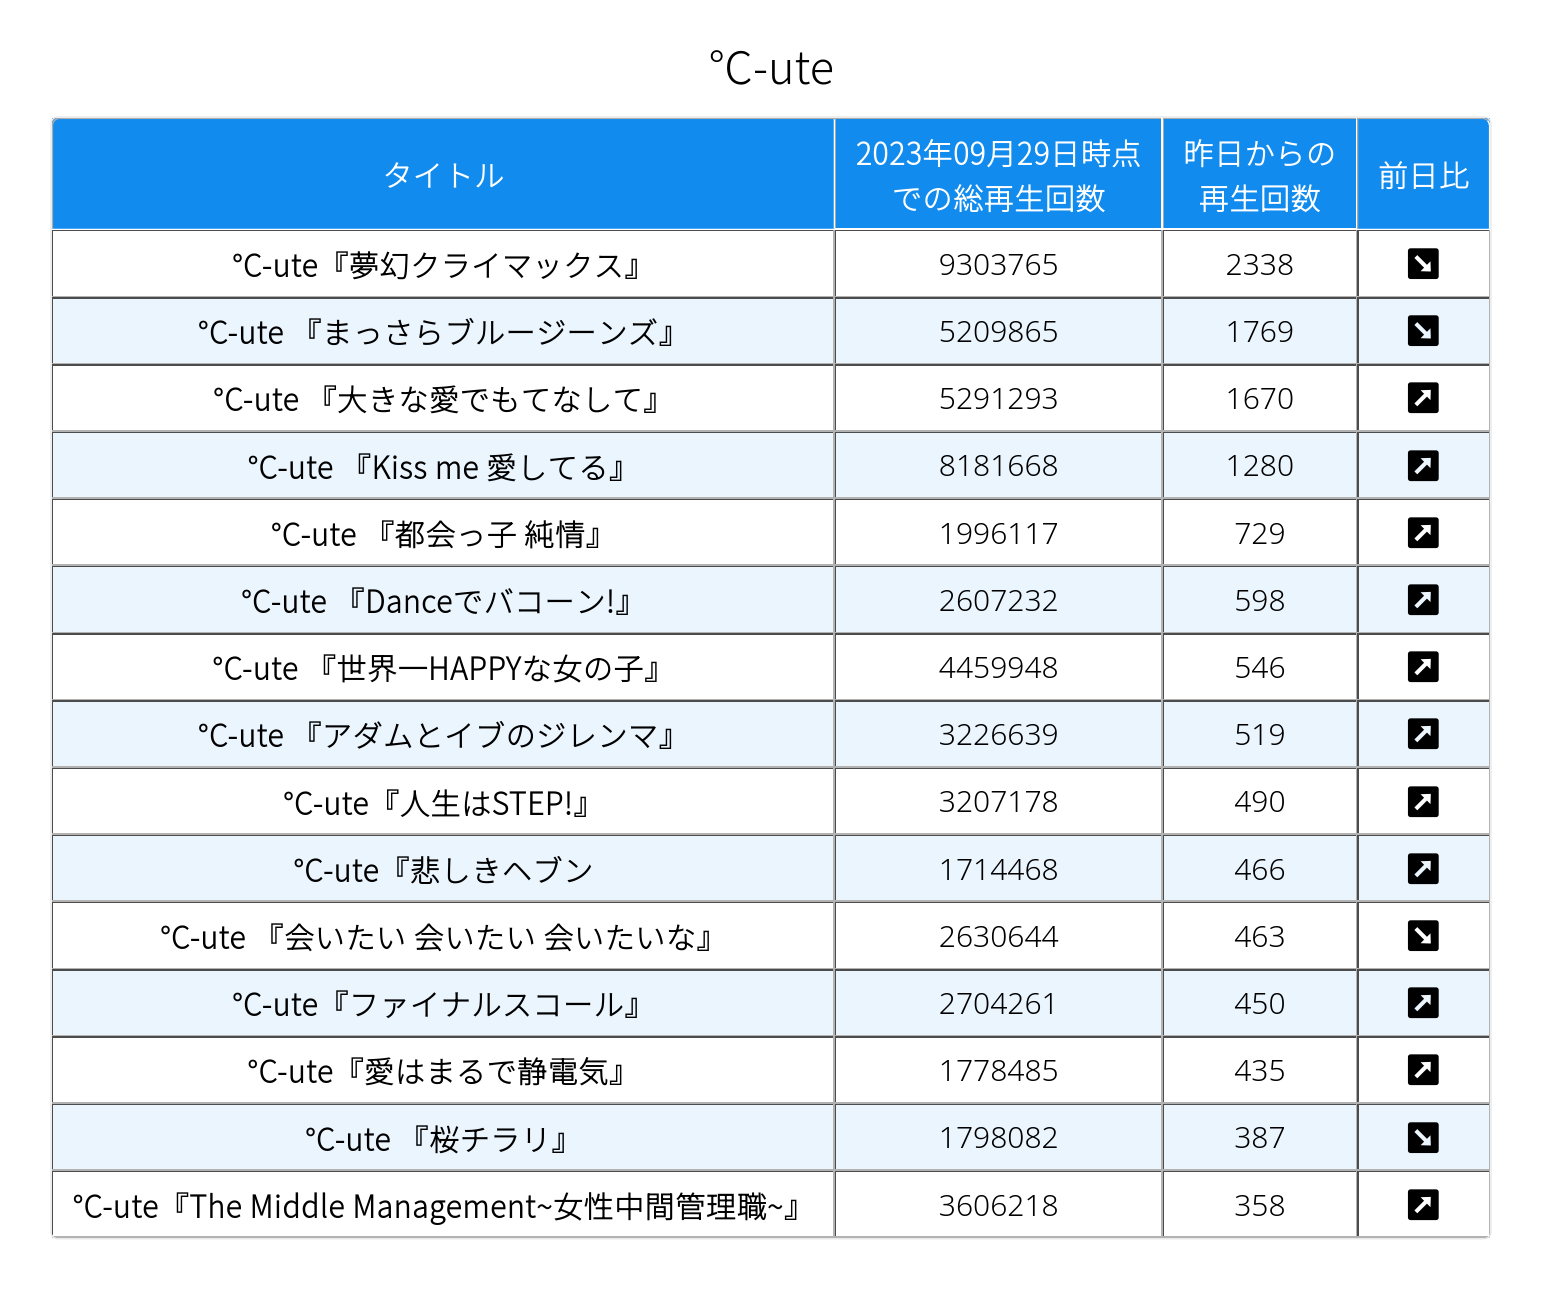 ℃-ute
タイトル
2023年09月29日時点
での総再生回数
昨日からの
再生回数
前日比
℃-ute『夢幻クライマックス』 9303765 2338
℃-ute 『まっさらブルージーンズ』 5209865 1769
℃-ute 『大きな愛でもてなして』 5291293 1670
℃-ute 『Kiss me 愛してる』 8181668 1280
℃-ute 『都会っ子 純情』 1996117 729
℃-ute 『Danceでバコーン!』 2607232 598
℃-ute 『世界一HAPPYな女の子』 4459948 546
℃-ute 『アダムとイブのジレンマ』 3226639 519
℃-ute『人生はSTEP!』 3207178 490
℃-ute『悲しきヘブン 1714468 466
℃-ute 『会いたい 会いたい 会いたいな』 2630644 463
℃-ute『ファイナルスコール』 2704261 450
℃-ute『愛はまるで静電気』 1778485 435
℃-ute 『桜チラリ』 1798082 387
℃-ute『The Middle Management~女性中間管理職~』 3606218 358